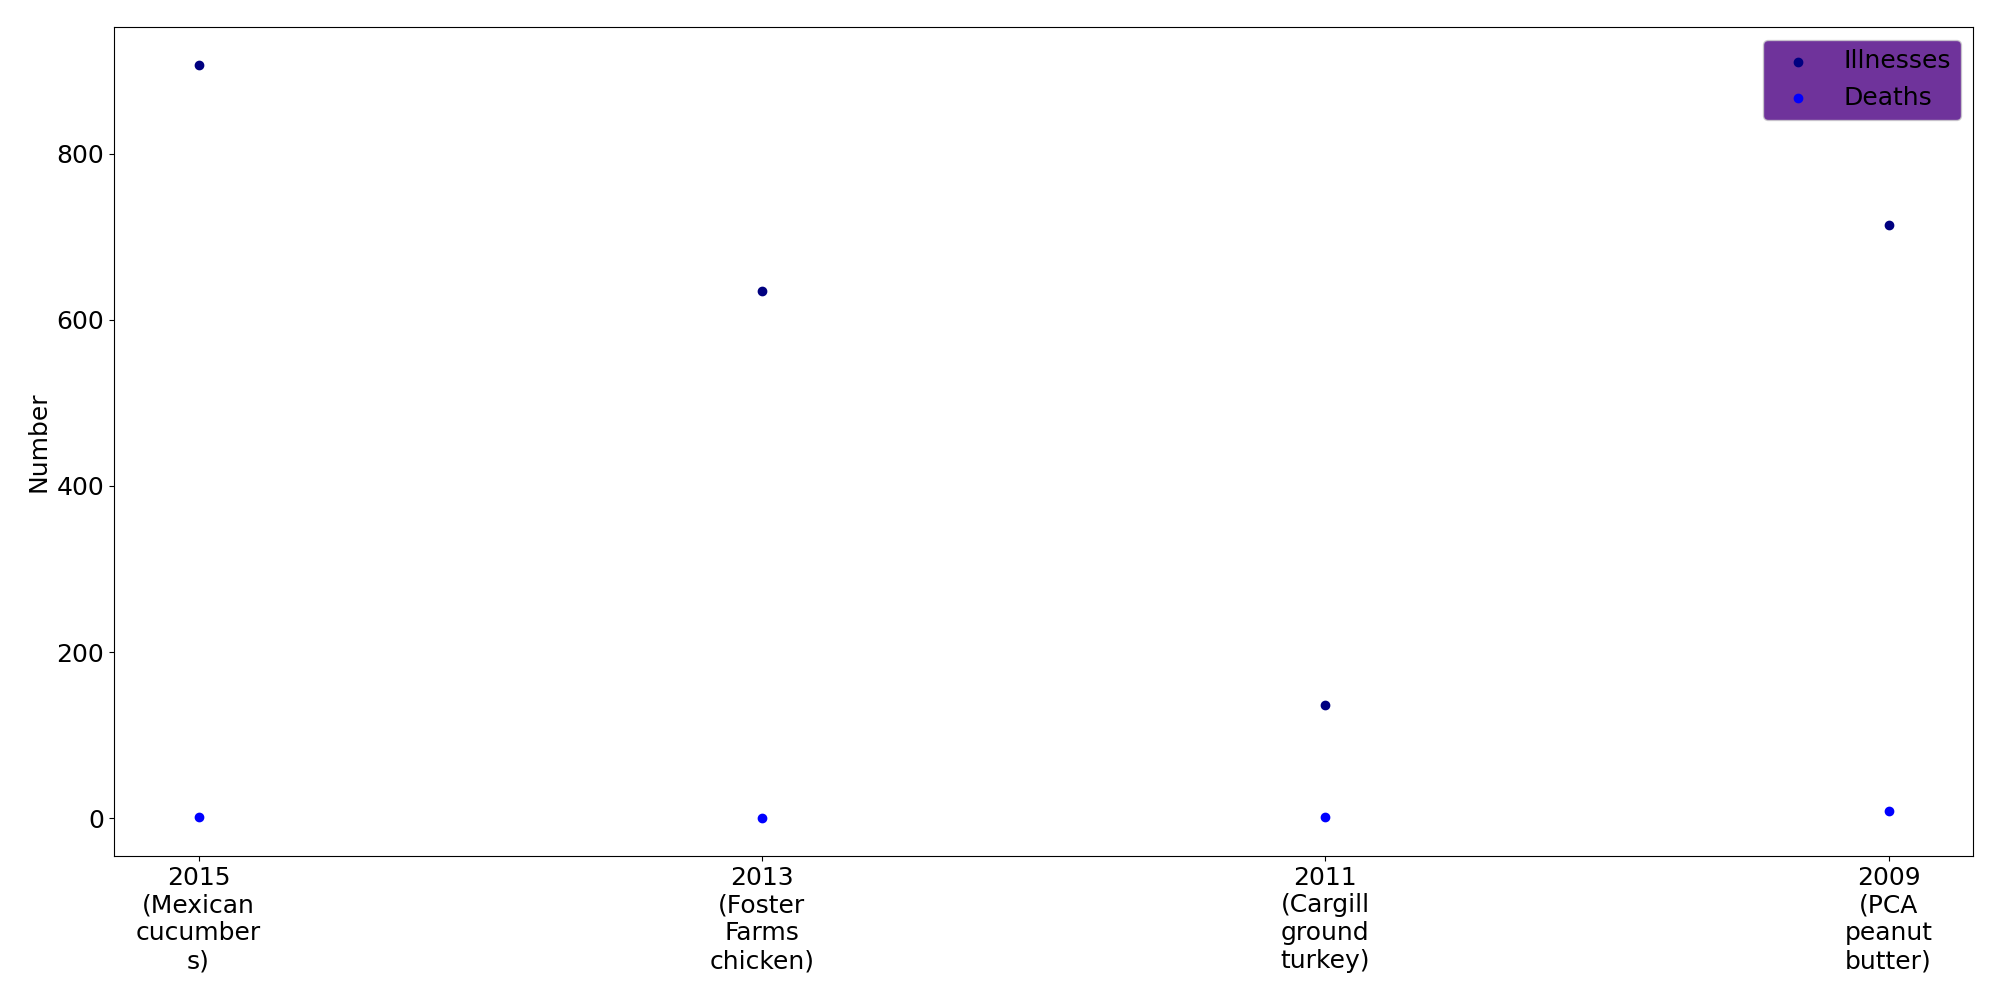 Illnesses
Deaths
Number
800
600
400
200
0
2015
(Mexican
cucumber
s)
2013
(Foster
Farms
chicken)
2011
(Cargill
ground
turkey)
2009
(PCA
peanut
butter)